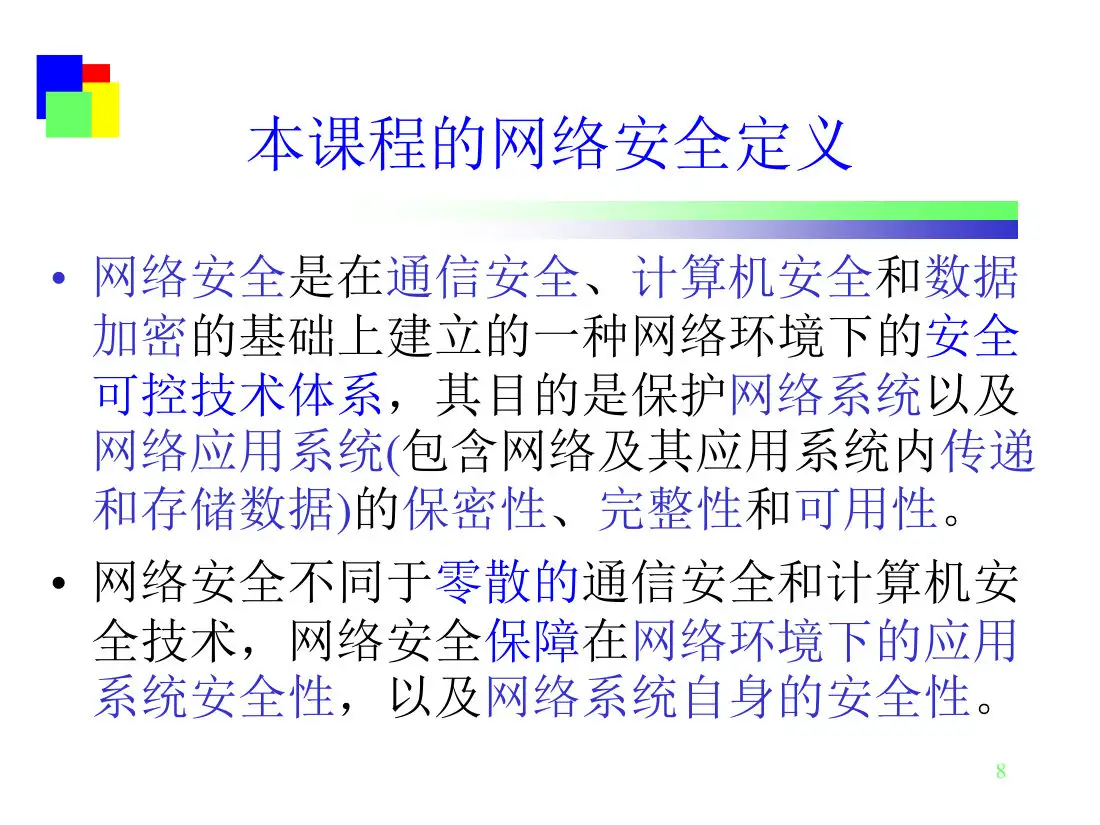 本课程的网络安全定义
• 网络安全是在通信安全、计算机安全和数据
加密的基础上建立的一种网络环境下的安全
可控技术体系，其目的是保护网络系统以及
网络应用系统(包含网络及其应用系统内传递
和存储数据)的保密性、完整性和可用性。
• 网络安全不同于零散的通信安全和计算机安
全技术，网络安全保障在网络环境下的应用
系统安全性，以及网络系统自身的安全性。
8